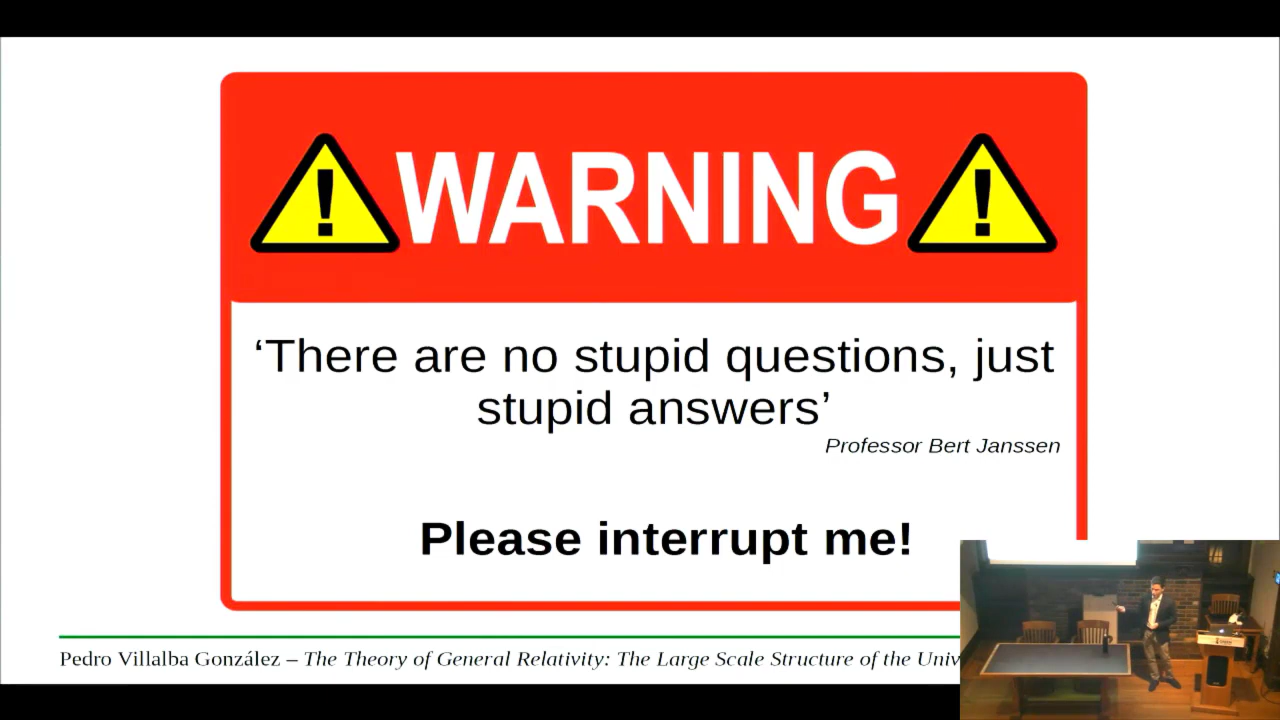 WARNING
‘There are no stupid questions, just
stupid answers’
Professor Bert Janssen
Please interrupt me!
Pedro Villalba González – The Theory of General Relativity: The Large Scale Structure of the